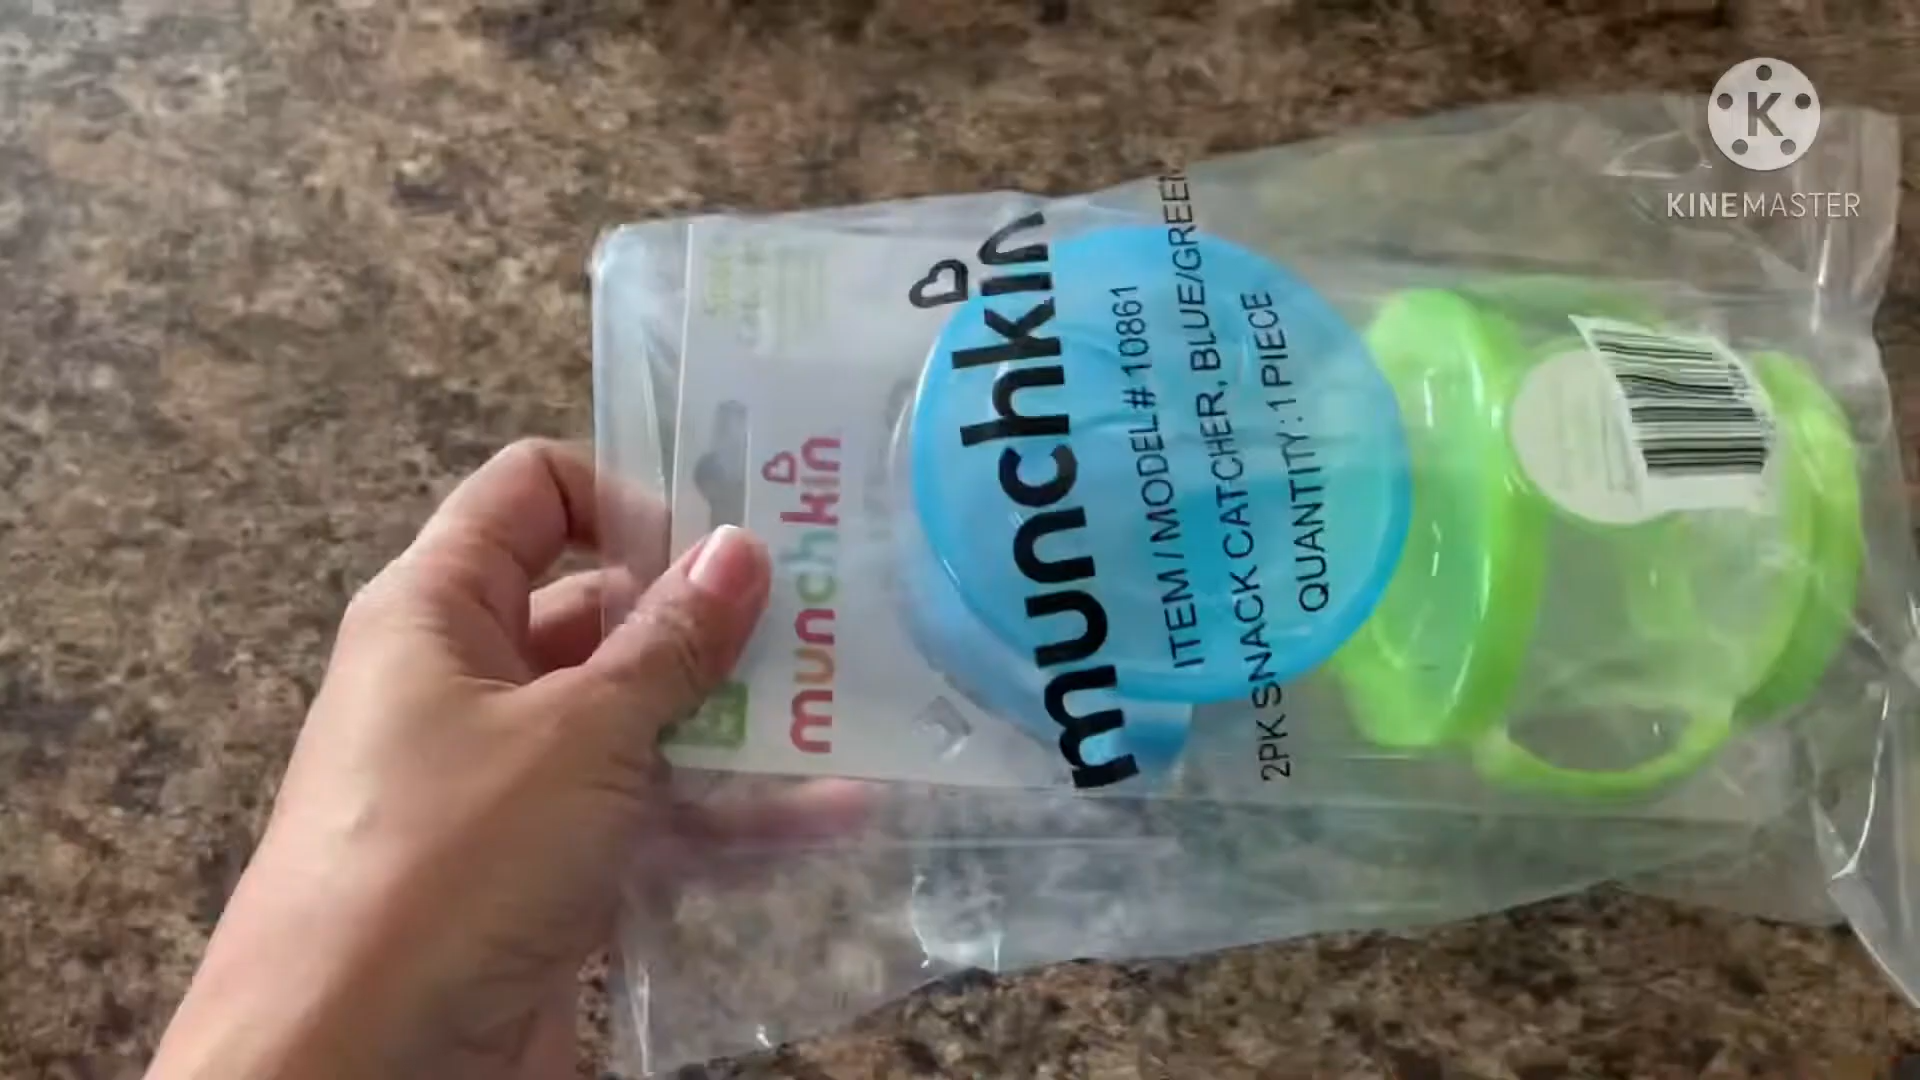 munchkin
munchkin
ITEM / MODEL# 10861
2PK SNACK CATCHER, BLUE/GREEN
QUANTITY : 1 PIECE
K
KINEMASTER